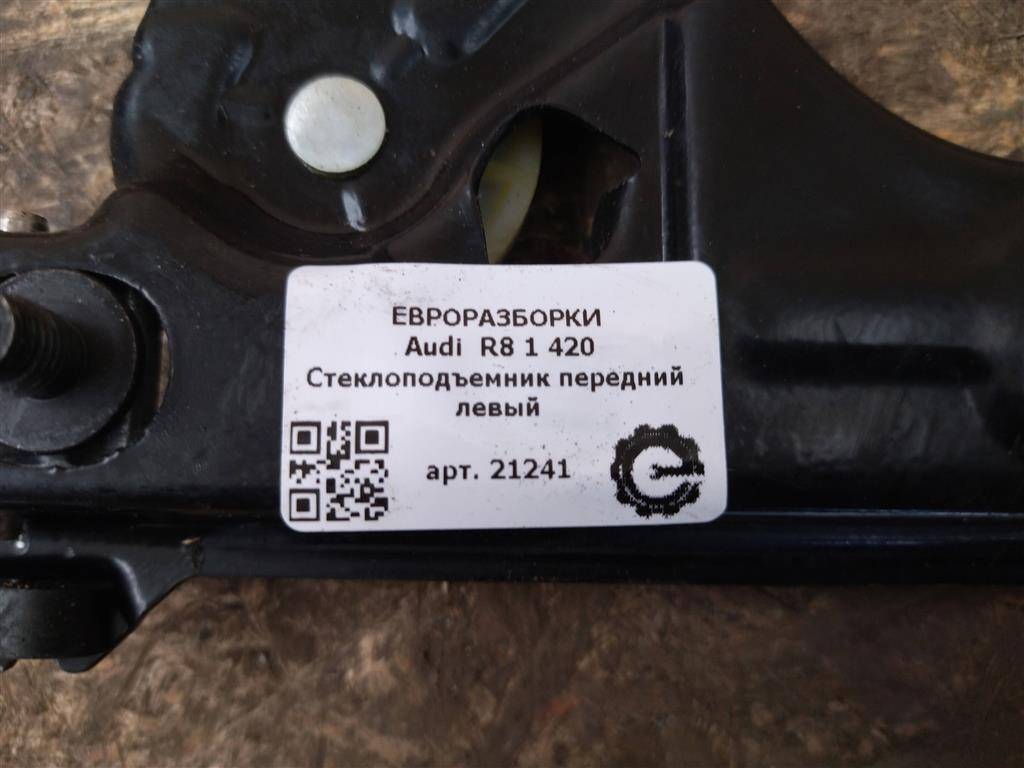 ЕВРОРАЗБОРКИ
Audi R8 1 420
Стеклоподъемник передний
левый
арт. 21241